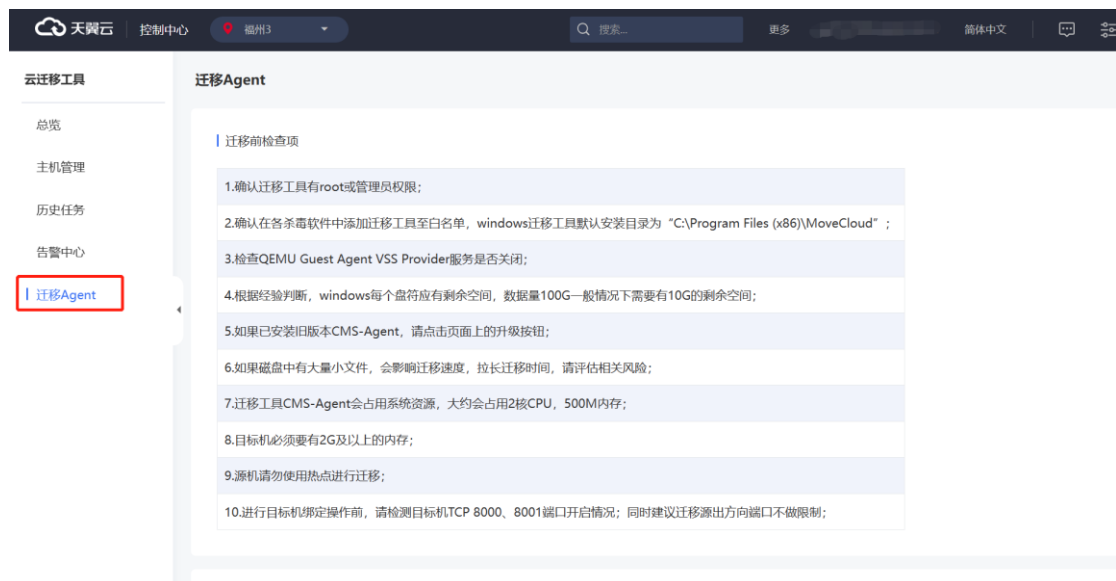 天翼云 控制中心 福州3 搜索... 更多 简体中文
云迁移工具
总览
主机管理
历史任务
告警中心
迁移Agent
迁移Agent
迁移前检查项
1.确认迁移工具有root或管理员权限；
2.确认在各杀毒软件中添加迁移工具至白名单，windows迁移工具默认安装目录为“C:\Program Files (x86)\MoveCloud”；
3.检查QEMU Guest Agent VSS Provider服务是否关闭；
4.根据经验判断，windows每个盘符应有剩余空间，数据量100G一般情况下需要有10G的剩余空间；
5.如果已安装旧版本CMS-Agent，请点击页面上的升级按钮；
6.如果磁盘中有大量小文件，会影响迁移速度，拉长迁移时间，请评估相关风险；
7.迁移工具CMS-Agent会占用系统资源，大约会占用2核CPU，500M内存；
8.目标机必须要有2G及以上的内存；
9.源机请勿使用热点进行迁移；
10.进行目标机绑定操作前，请检测目标机TCP 8000、8001端口开启情况；同时建议迁移源出方向端口不做限制；